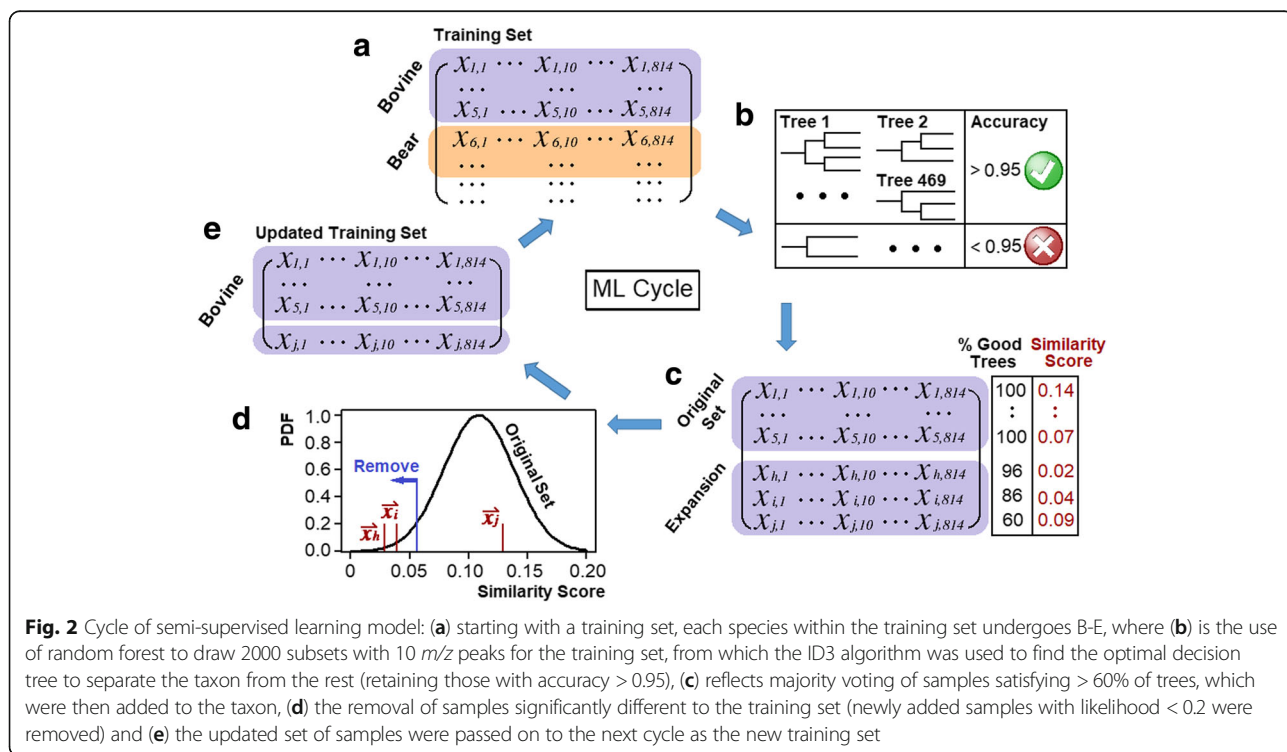 a
Training Set
Bovine
X1,1 ··· X1,10 ··· X1,814
··· ··· ···
X5,1 ··· X5,10 ··· X5,814
Bear
X6,1 ··· X6,10 ··· X6,814
··· ··· ···
··· ··· ···
b
Tree 1
Tree 2
Accuracy
> 0.95
Tree 469
• • •
< 0.95
• • •
e
Updated Training Set
Bovine
X1,1 ··· X1,10 ··· X1,814
··· ··· ···
X5,1 ··· X5,10 ··· X5,814
Xj,1 ··· Xj,10 ··· Xj,814
ML Cycle
c
% Good Trees
Similarity Score
Original Set
X1,1 ··· X1,10 ··· X1,814 100 0.14
··· ··· ··· : :
X5,1 ··· X5,10 ··· X5,814 100 0.07
Expansion
Xh,1 ··· Xh,10 ··· Xh,814 96 0.02
Xi,1 ··· Xi,10 ··· Xi,814 86 0.04
Xj,1 ··· Xj,10 ··· Xj,814 60 0.09
d
PDF
1.0
0.8
0.6
0.4
0.2
0.0
Remove
Original Set
xh
xi
xj
0 0.05 0.10 0.15 0.20
Similarity Score
Fig. 2 Cycle of semi-supervised learning model: (a) starting with a training set, each species within the training set undergoes B-E, where (b) is the use
of random forest to draw 2000 subsets with 10 m/z peaks for the training set, from which the ID3 algorithm was used to find the optimal decision
tree to separate the taxon from the rest (retaining those with accuracy > 0.95), (c) reflects majority voting of samples satisfying > 60% of trees, which
were then added to the taxon, (d) the removal of samples significantly different to the training set (newly added samples with likelihood < 0.2 were
removed) and (e) the updated set of samples were passed on to the next cycle as the new training set